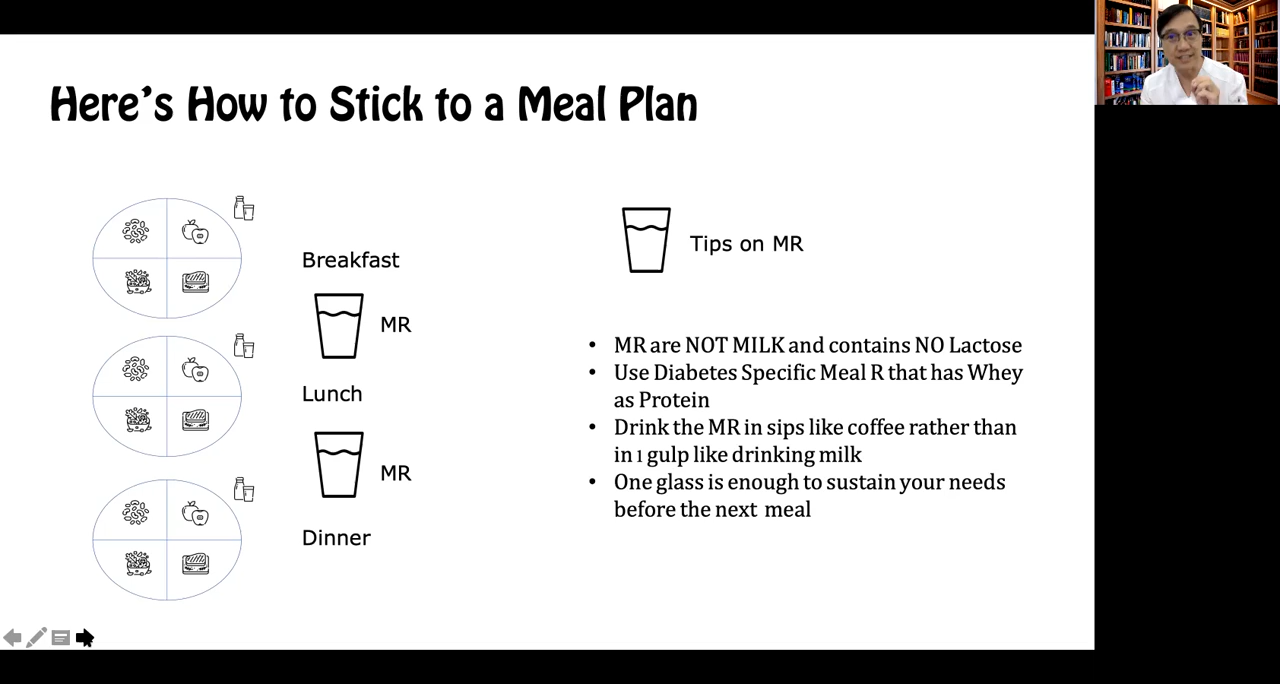 Here's How to Stick to a Meal Plan
Breakfast
MR
Lunch
MR
Dinner
Tips on MR
• MR are NOT MILK and contains NO Lactose
• Use Diabetes Specific Meal R that has Whey
as Protein
• Drink the MR in sips like coffee rather than
in 1 gulp like drinking milk
• One glass is enough to sustain your needs
before the next meal